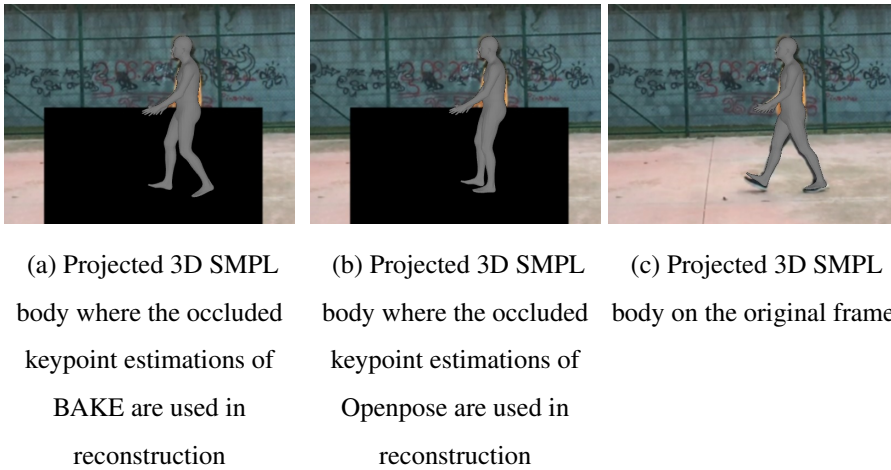 (a) Projected 3D SMPL
body where the occluded
keypoint estimations of
BAKE are used in
reconstruction
(b) Projected 3D SMPL
body where the occluded
keypoint estimations of
Openpose are used in
reconstruction
(c) Projected 3D SMPL
body on the original frame